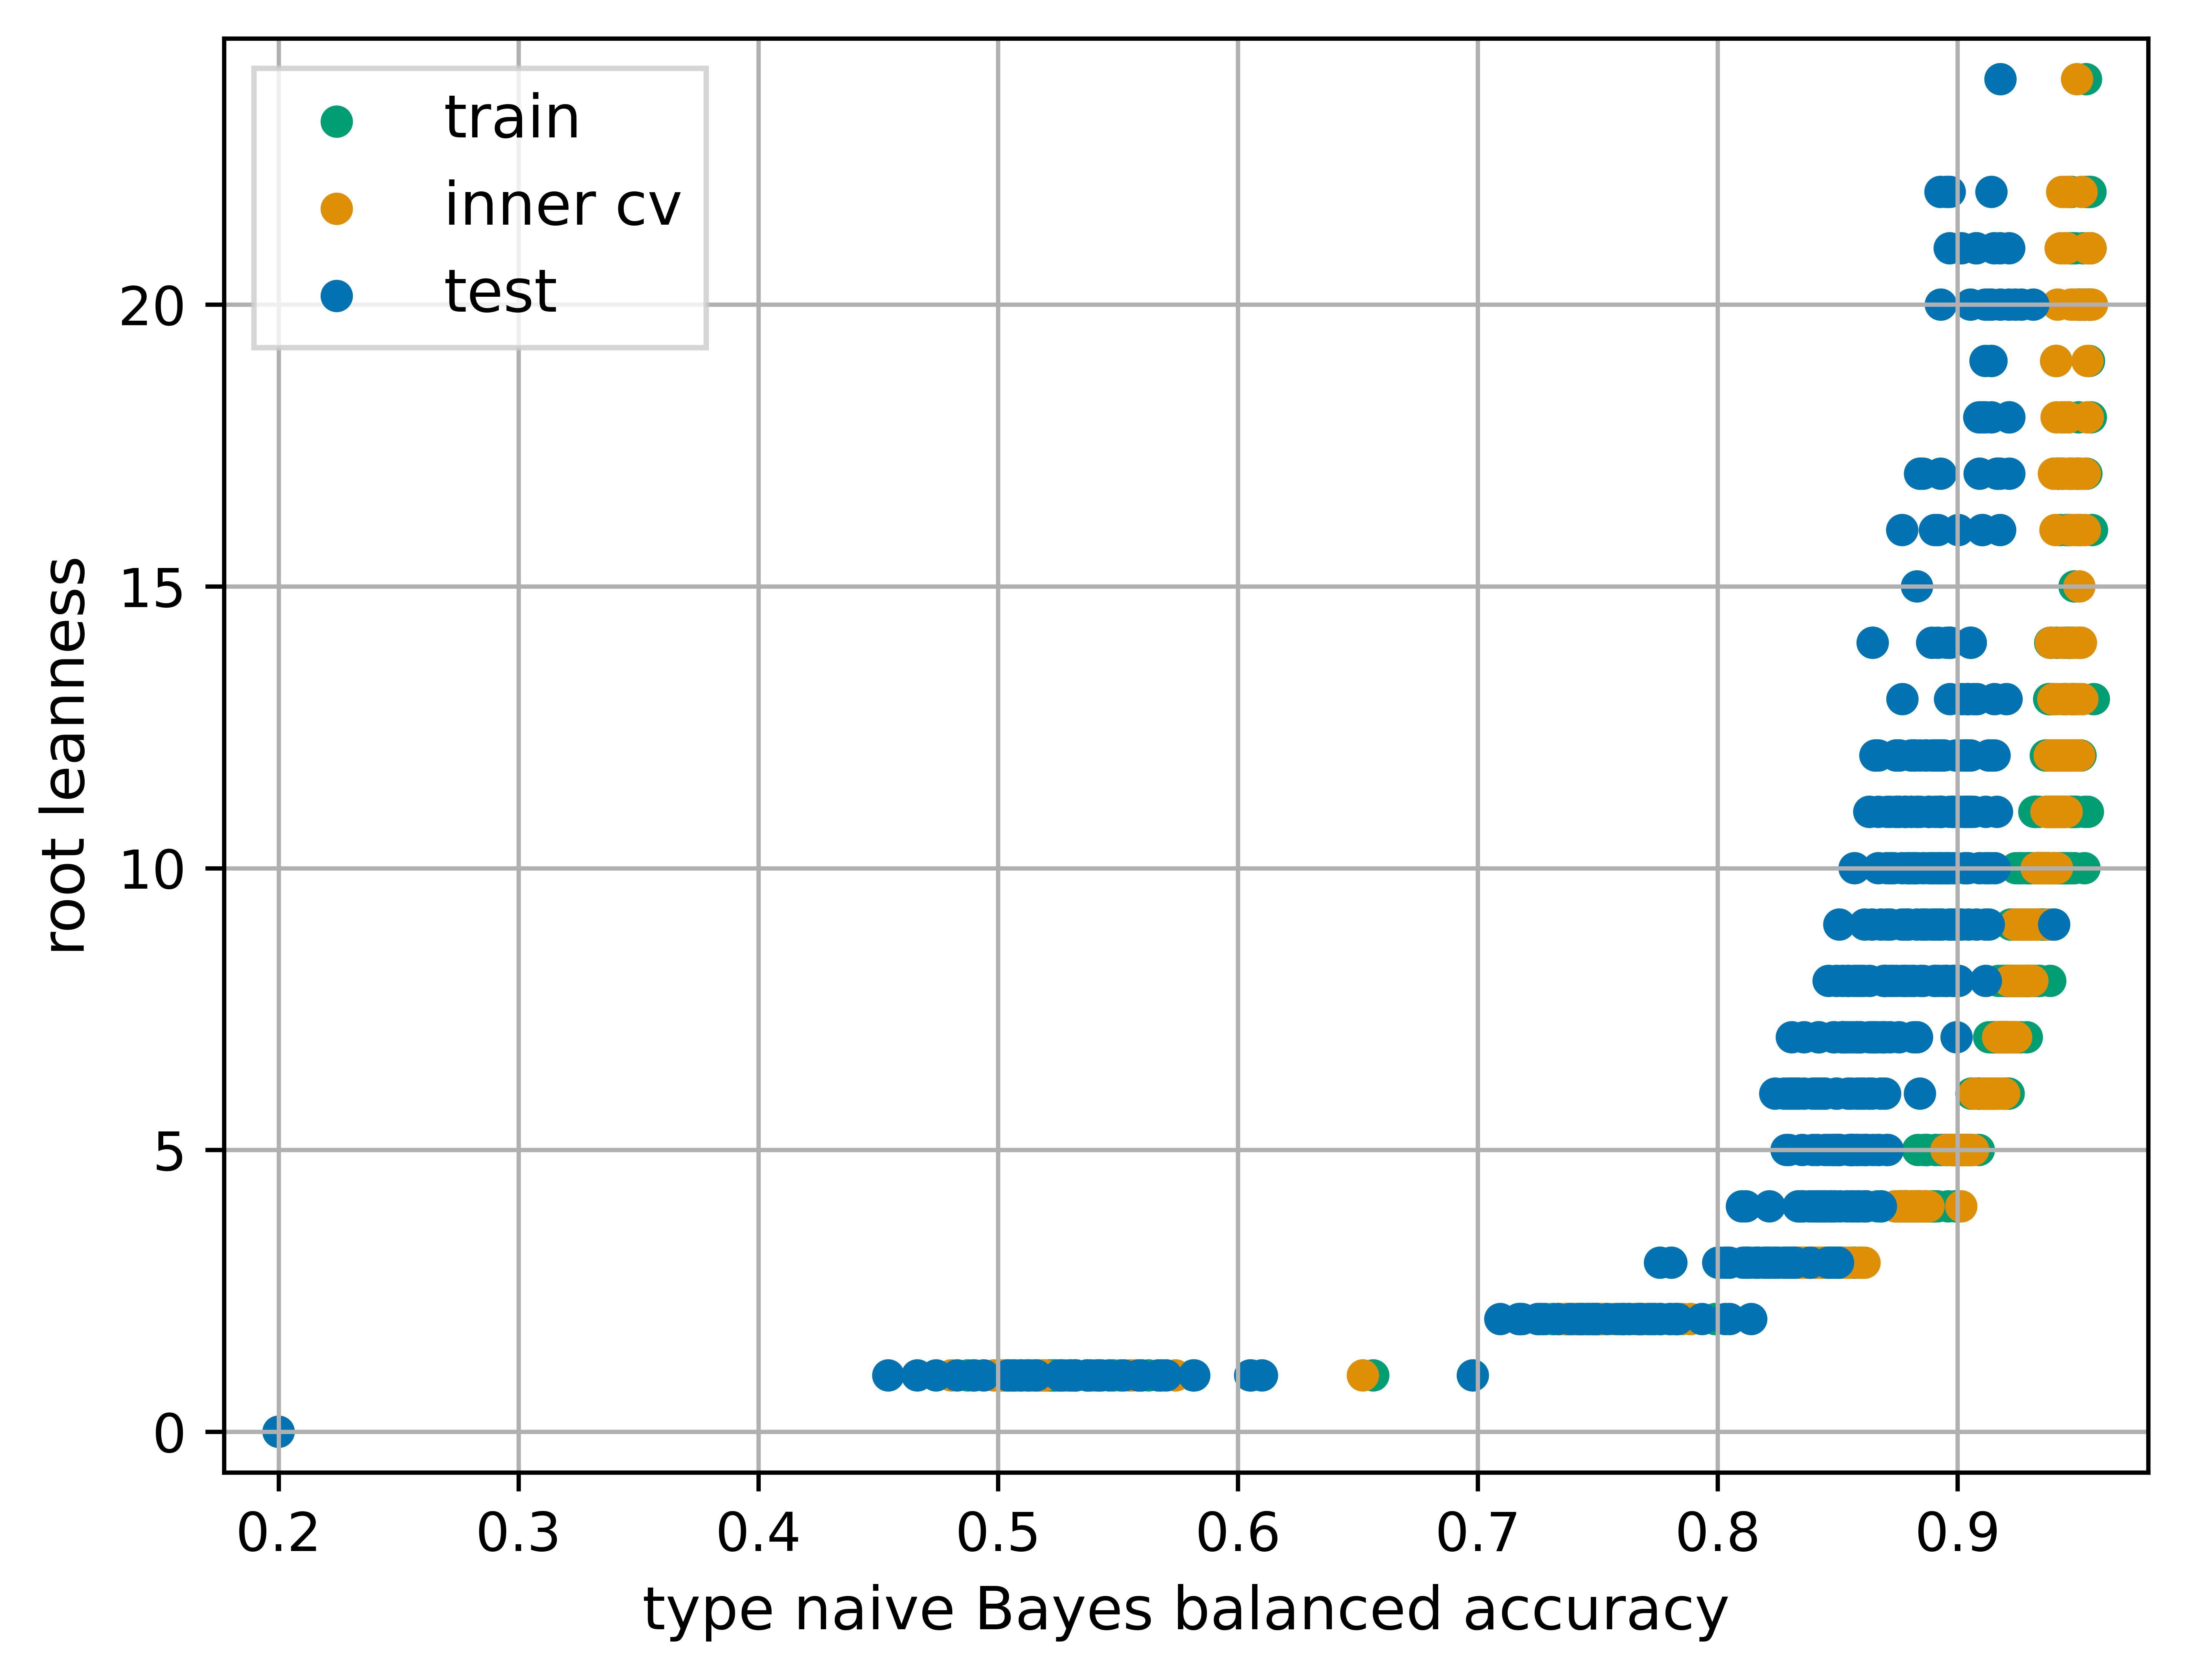 train
inner cv
test
20
15
10
5
0
root leanness
0.2 0.3 0.4 0.5 0.6 0.7 0.8 0.9
type naive Bayes balanced accuracy